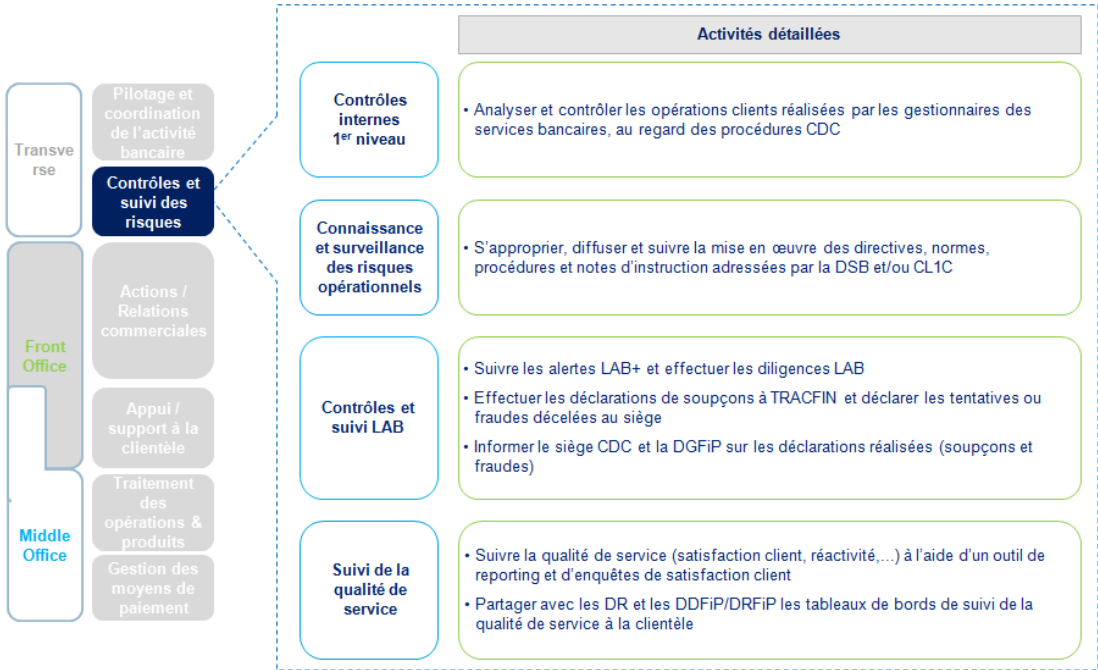 Activités détaillées
Transve
rse
Pilotage et
coordination
de l'activité
bancaire
Contrôles et
suivi des
risques
Front
Office
Actions /
Relations
commerciales
Appui /
support à la
clientèle
Middle
Office
Traitement
des
opérations &
produits
Gestion des
moyens de
paiement
Contrôles
internes
1er niveau
• Analyser et contrôler les opérations clients réalisées par les gestionnaires des
services bancaires, au regard des procédures CDC
Connaissance
et surveillance
des risques
opérationnels
• S'approprier, diffuser et suivre la mise en œuvre des directives, normes,
procédures et notes d'instruction adressées par la DSB et/ou CL1C
Contrôles et
suivi LAB
• Suivre les alertes LAB+ et effectuer les diligences LAB
• Effectuer les déclarations de soupçons à TRACFIN et déclarer les tentatives ou
fraudes décelées au siège
• Informer le siège CDC et la DGFiP sur les déclarations réalisées (soupçons et
fraudes)
Suivi de la
qualité de
service
• Suivre la qualité de service (satisfaction client, réactivité,…) à l'aide d'un outil de
reporting et d'enquêtes de satisfaction client
• Partager avec les DR et les DDFiP/DRFiP les tableaux de bords de suivi de la
qualité de service à la clientèle